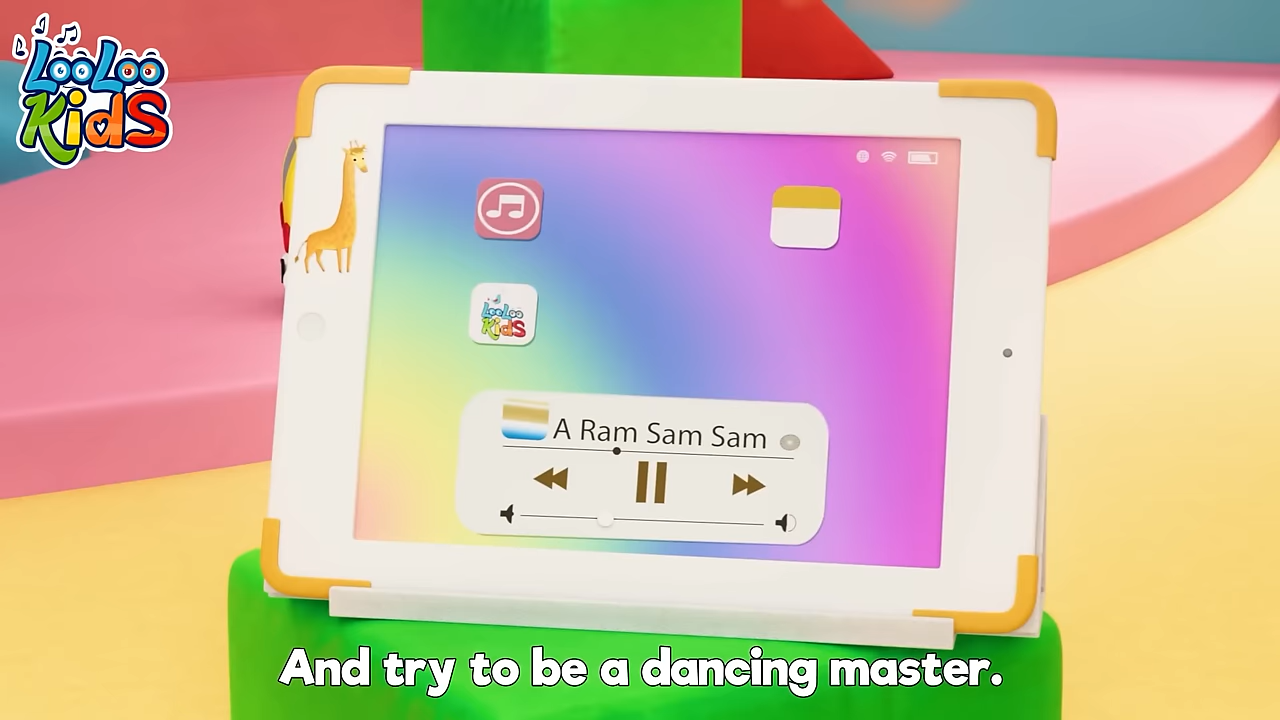 LooLoo
Kids
LooLoo
Kids
A Ram Sam Sam
And try to be a dancing master.